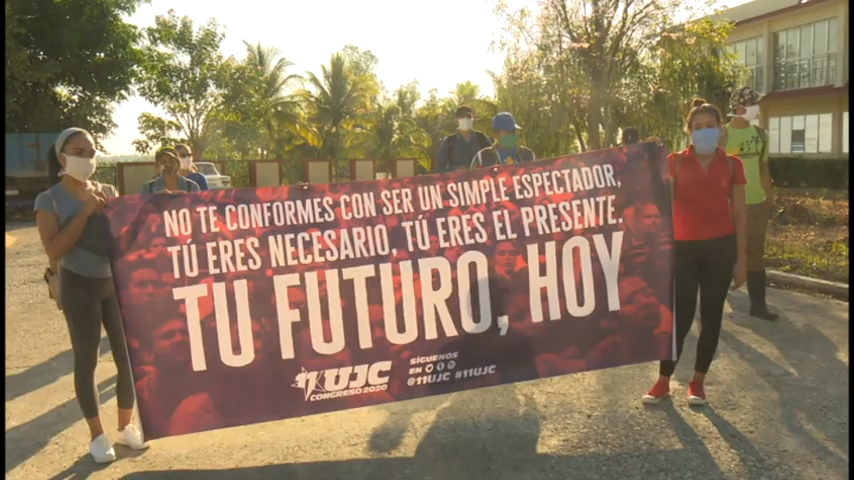 NO TE CONFORMES CON SER UN SIMPLE ESPECTADOR,
TÚ ERES NECESARIO, TÚ ERES EL PRESENTE.
TU FUTURO, HOY
11 UJC
CONGRESO 2020
SÍGUENOS
EN
@11UJC #11UJC